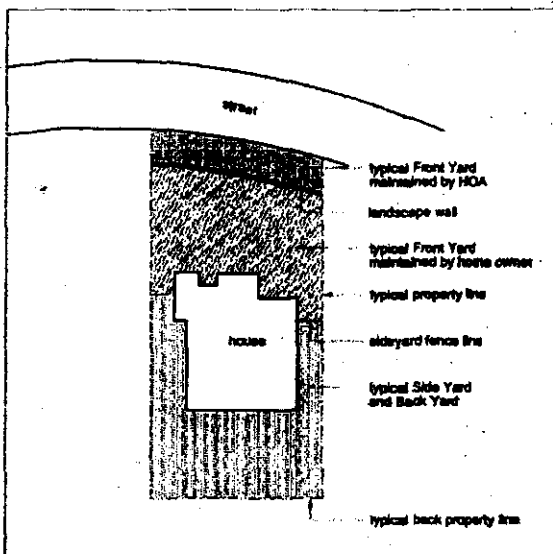 street
typical Front Yard
maintained by HOA
landscape wall
typical Front Yard
maintained by home owner
typical property line
house
sideyard fence line
typical Side Yard
and Back Yard
typical back property line